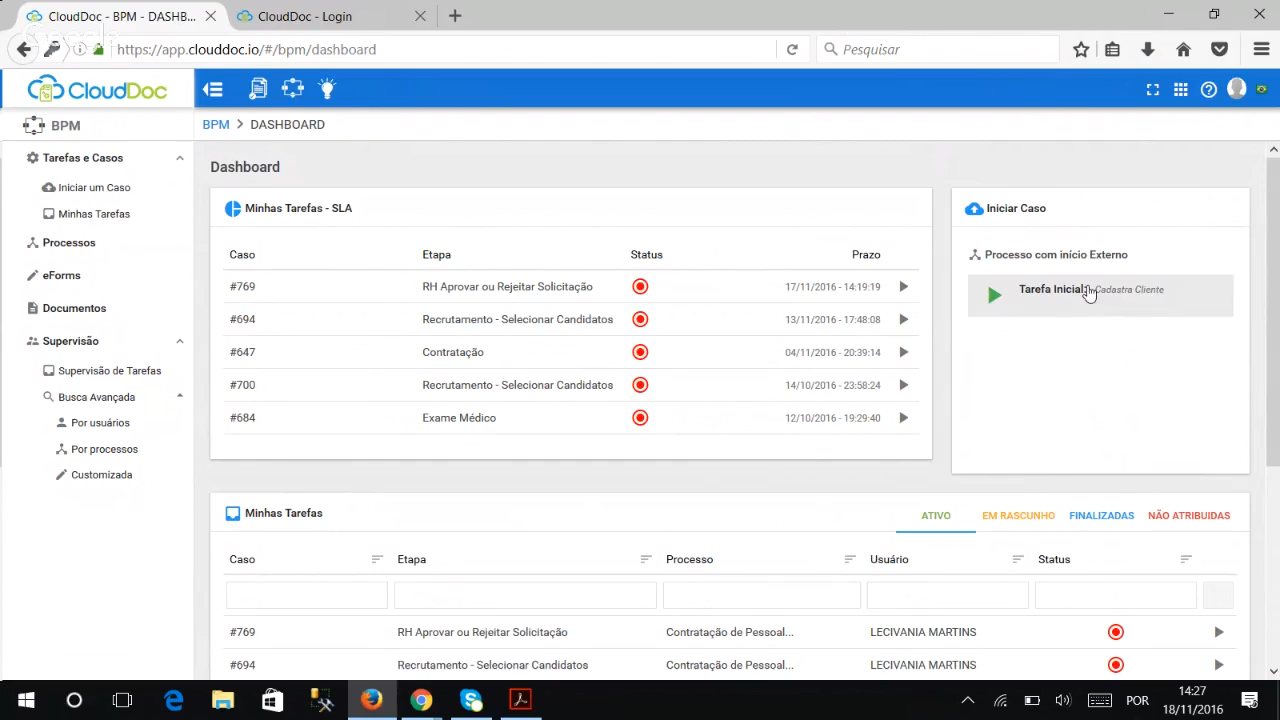 CloudDoc - BPM - DASHB...
CloudDoc - Login
https://app.clouddoc.io/#/bpm/dashboard
Pesquisar
CloudDoc
BPM
BPM > DASHBOARD
Tarefas e Casos
Iniciar um Caso
Minhas Tarefas
Processos
eForms
Documentos
Supervisão
Supervisão de Tarefas
Busca Avançada
Por usuários
Por processos
Customizada
Dashboard
Minhas Tarefas - SLA
Caso Etapa Status Prazo
#769 RH Aprovar ou Rejeitar Solicitação 17/11/2016 - 14:19:19
#694 Recrutamento - Selecionar Candidatos 13/11/2016 - 17:48:08
#647 Contratação 04/11/2016 - 20:39:14
#700 Recrutamento - Selecionar Candidatos 14/10/2016 - 23:58:24
#684 Exame Médico 12/10/2016 - 19:29:40
Iniciar Caso
Processo com início Externo
Tarefa Inicial: Cadastra Cliente
Minhas Tarefas
ATIVO EM RASCUNHO FINALIZADAS NÃO ATRIBUIDAS
Caso Etapa Processo Usuário Status
#769 RH Aprovar ou Rejeitar Solicitação Contratação de Pessoal... LECIVANIA MARTINS
#694 Recrutamento - Selecionar Candidatos Contratação de Pessoal... LECIVANIA MARTINS
POR
14:27
18/11/2016